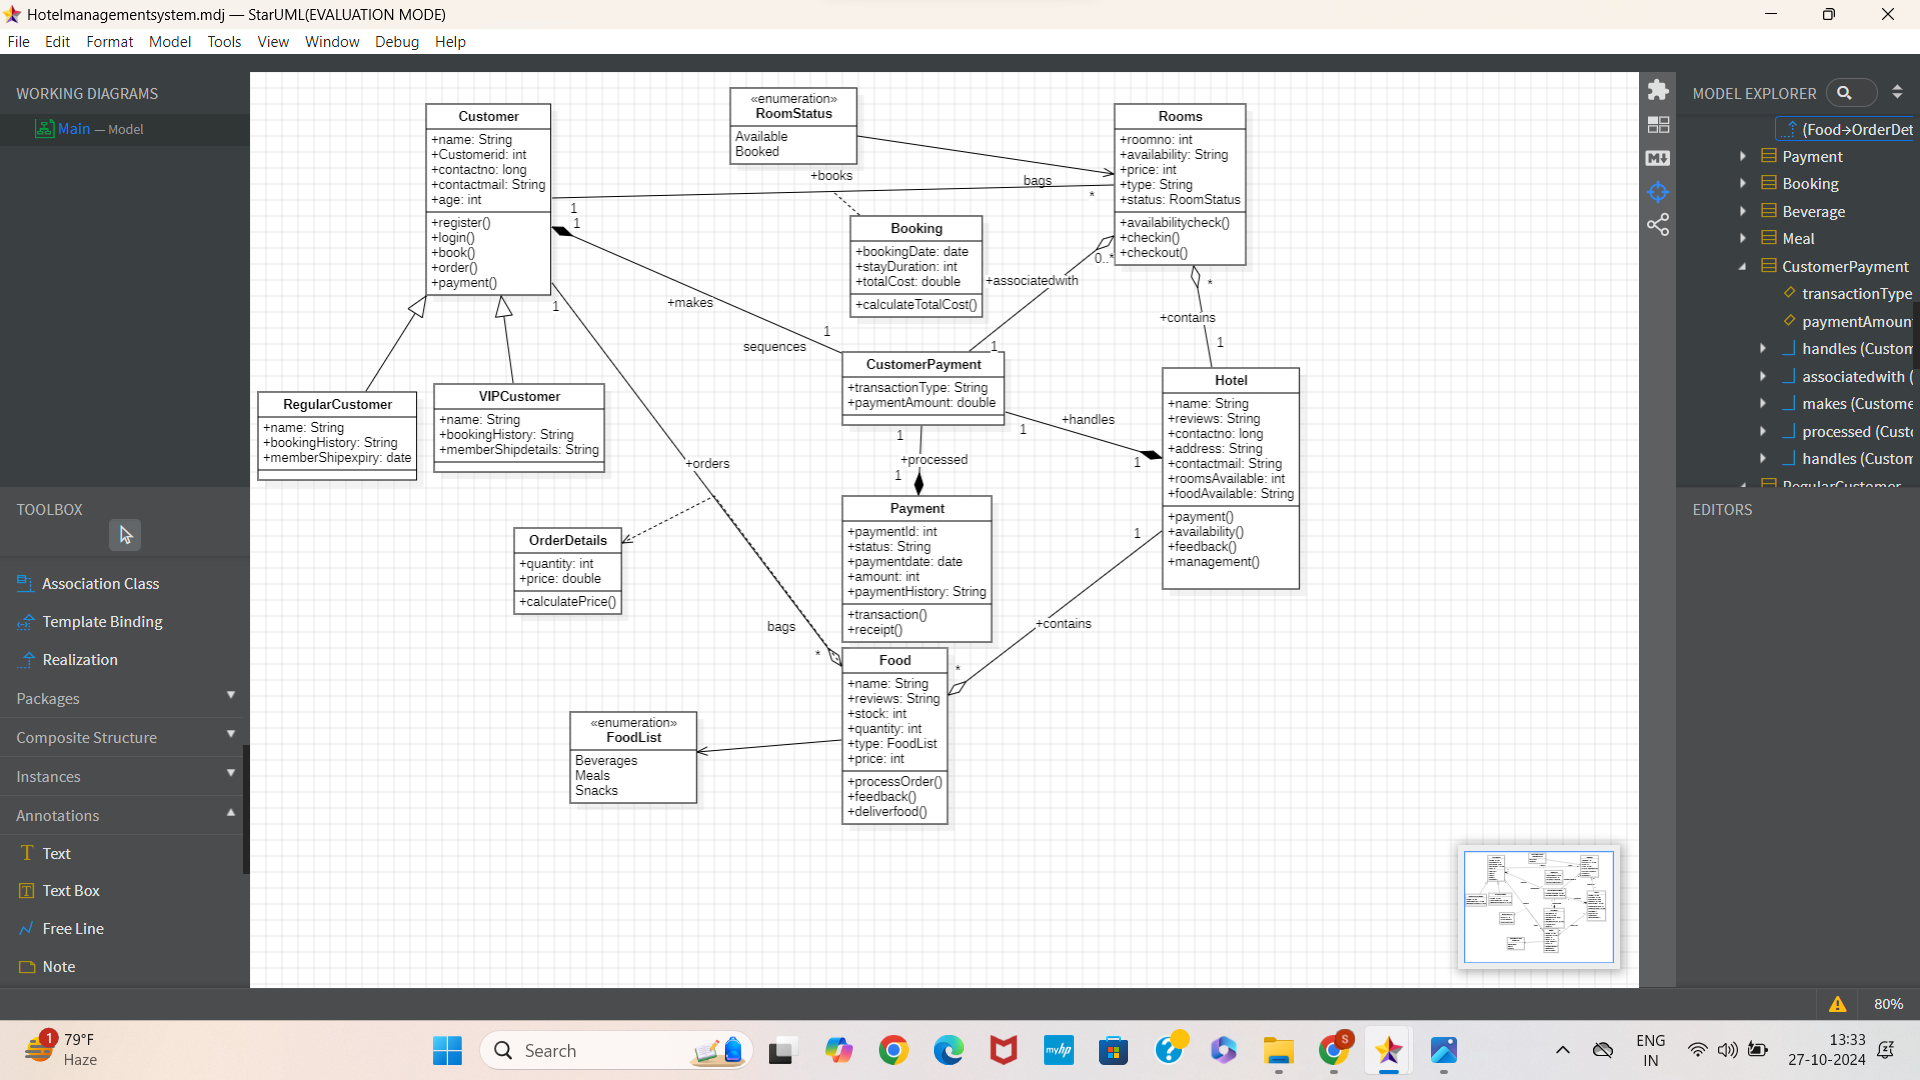 Hotelmanagementsystem.mdj — StarUML(EVALUATION MODE)
File Edit Format Model Tools View Window Debug Help
WORKING DIAGRAMS
Main — Model
TOOLBOX
Association Class
Template Binding
Realization
Packages
Composite Structure
Instances
Annotations
Text
Text Box
Free Line
Note
Customer
+name: String
+Customerid: int
+contactno: long
+contactmail: String
+age: int
+register()
+login()
+book()
+order()
+payment()
«enumeration»
RoomStatus
Available
Booked
Rooms
+roomno: int
+availability: String
+price: int
+type: String
+status: RoomStatus
+availabilitycheck()
+checkin()
+checkout()
+books
bags
1
*
1
Booking
+bookingDate: date
+stayDuration: int
+totalCost: double
+calculateTotalCost()
0..*
+associatedwith
1
*
+contains
1
+makes
1
sequences
1
CustomerPayment
+transactionType: String
+paymentAmount: double
Hotel
+name: String
+reviews: String
+contactno: long
+address: String
+contactmail: String
+roomsAvailable: int
+foodAvailable: String
+payment()
+availability()
+feedback()
+management()
RegularCustomer
+name: String
+bookingHistory: String
+memberShipexpiry: date
VIPCustomer
+name: String
+bookingHistory: String
+memberShipdetails: String
+handles
1
1
1
+processed
1
+orders
Payment
+paymentId: int
+status: String
+paymentdate: date
+amount: int
+paymentHistory: String
+transaction()
+receipt()
OrderDetails
+quantity: int
+price: double
+calculatePrice()
1
+contains
*
bags
*
Food
+name: String
+reviews: String
+stock: int
+quantity: int
+type: FoodList
+price: int
+processOrder()
+feedback()
+deliverfood()
«enumeration»
FoodList
Beverages
Meals
Snacks
MODEL EXPLORER
(Food→OrderDet
Payment
Booking
Beverage
Meal
CustomerPayment
transactionType
paymentAmoun
handles (Custom
associatedwith (
makes (Custome
processed (Cust
handles (Custom
RegularCustomer
EDITORS
80%
1
79°F
Haze
Search
myhp
S
ENG
IN
13:33
27-10-2024